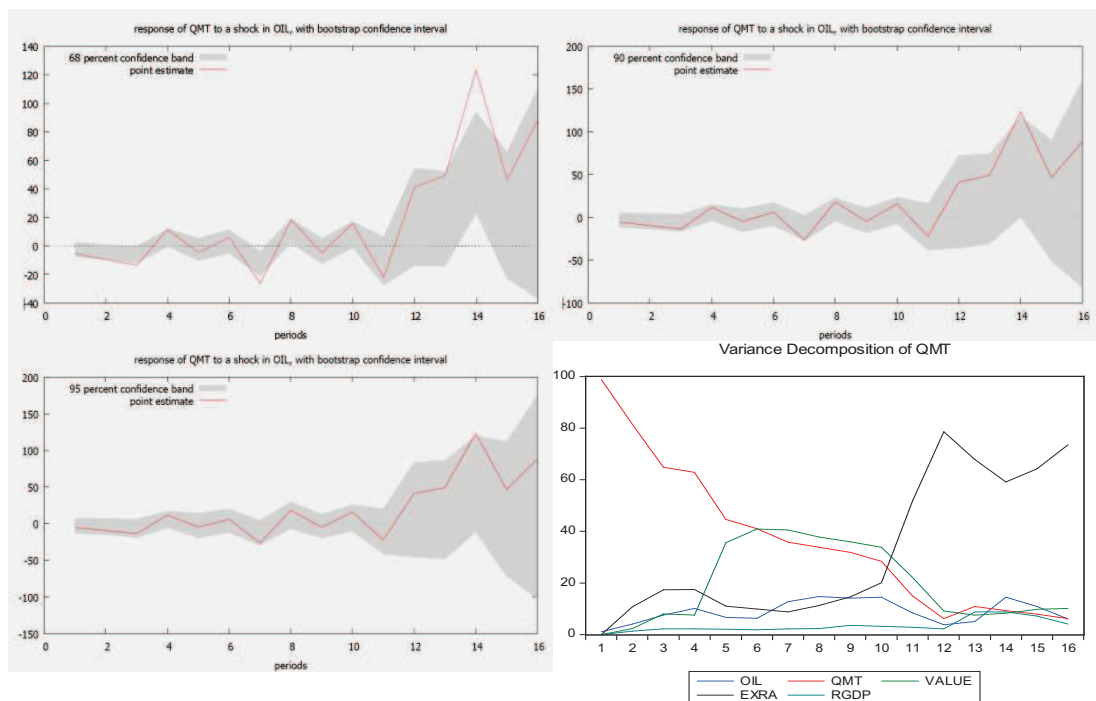 response of QMT to a shock in OIL, with bootstrap confidence interval
140
120
100
80
60
40
20
0
-20
-40
68 percent confidence band
point estimate
0 2 4 6 8 10 12 14 16
periods
response of QMT to a shock in OIL, with bootstrap confidence interval
200
150
100
50
0
-50
-100
90 percent confidence band
point estimate
0 2 4 6 8 10 12 14 16
periods
response of QMT to a shock in OIL, with bootstrap confidence interval
200
150
100
50
0
-50
-100
-150
95 percent confidence band
point estimate
0 2 4 6 8 10 12 14 16
periods
Variance Decomposition of QMT
100
80
60
40
20
0
1 2 3 4 5 6 7 8 9 10 11 12 13 14 15 16
OIL QMT VALUE
EXRA RGDP